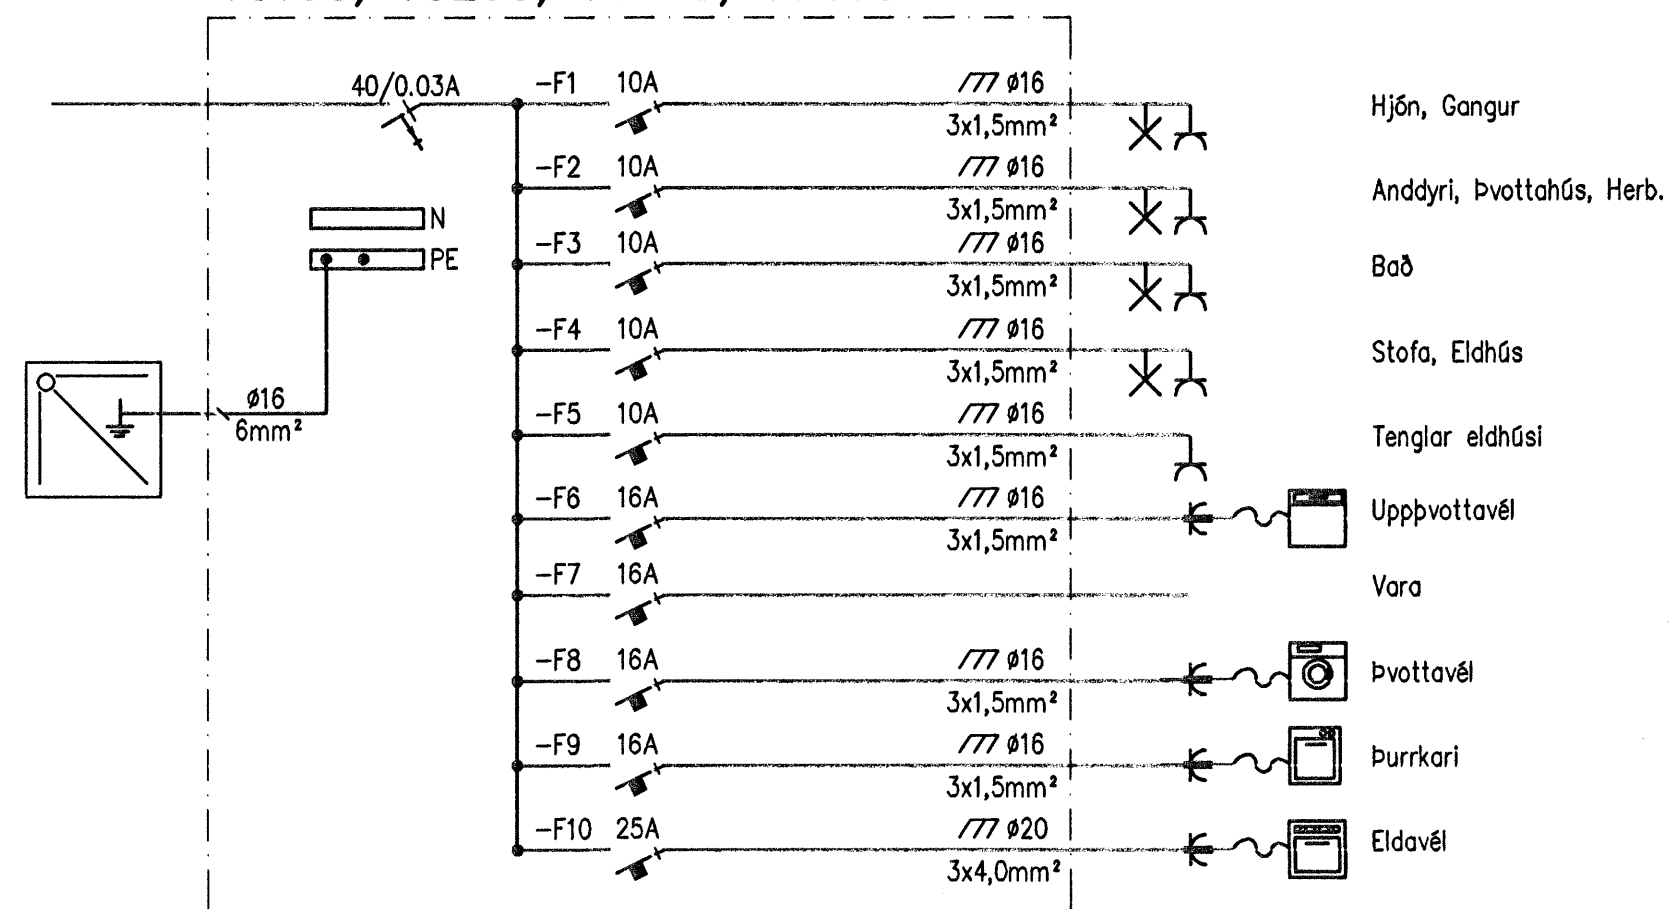 40/0.03A
-F1 10A ø16 Hjón, Gangur
3x1,5mm²
-F2 10A ø16 Anddyri, Þvottahús, Herb.
3x1,5mm²
N
-F3 10A ø16 Bað
PE
3x1,5mm²
-F4 10A ø16 Stofa, Eldhús
3x1,5mm²
ø16
6mm²
-F5 10A ø16 Tenglar eldhúsi
3x1,5mm²
-F6 16A ø16 Uppþvottavél
3x1,5mm²
-F7 16A Vara
-F8 16A ø16 Þvottavél
3x1,5mm²
-F9 16A ø16 Þurrkari
3x1,5mm²
-F10 25A ø20 Eldavél
3x4,0mm²